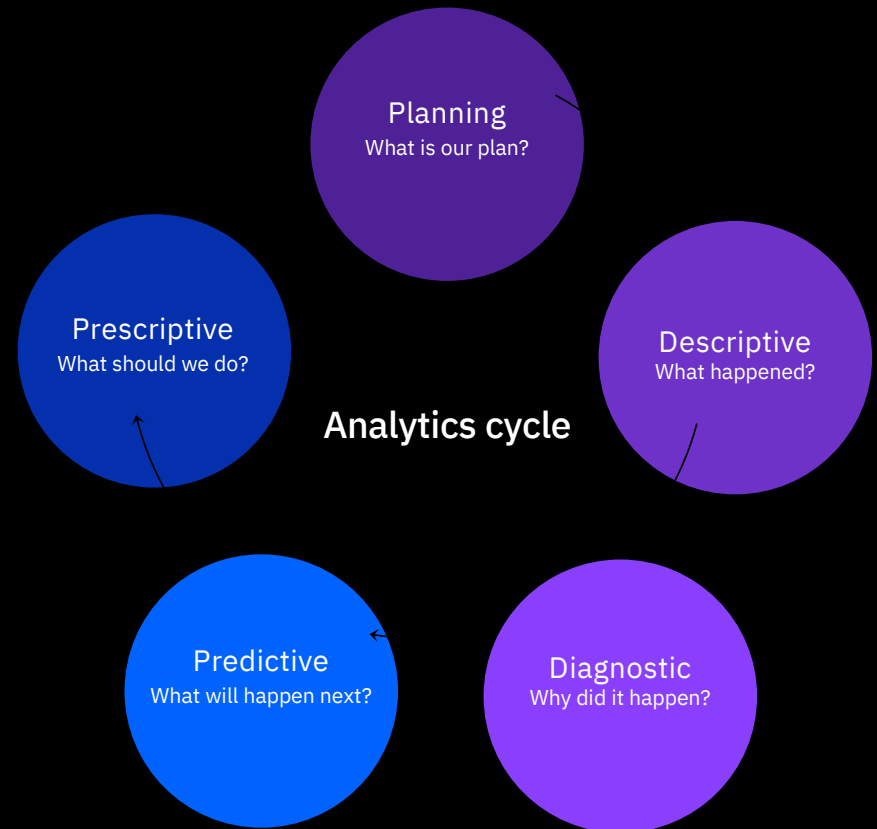 Planning
What is our plan?
Prescriptive
What should we do?
Descriptive
What happened?
Analytics cycle
Predictive
What will happen next?
Diagnostic
Why did it happen?